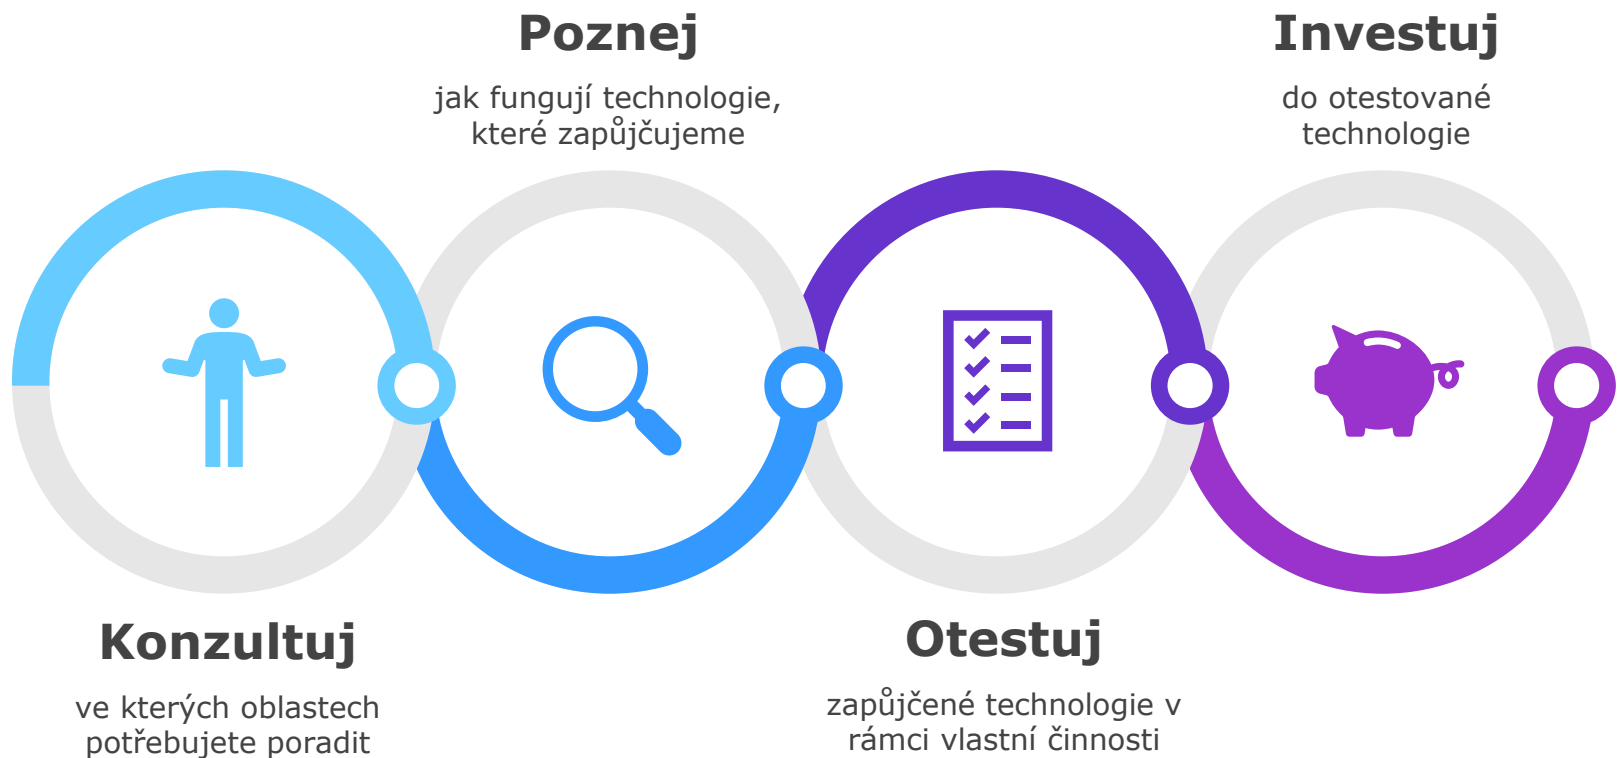 Poznej
jak fungují technologie,
které zapůjčujeme
Investuj
do otestované
technologie
Konzultuj
ve kterých oblastech
potřebujete poradit
Otestuj
zapůjčené technologie v
rámci vlastní činnosti